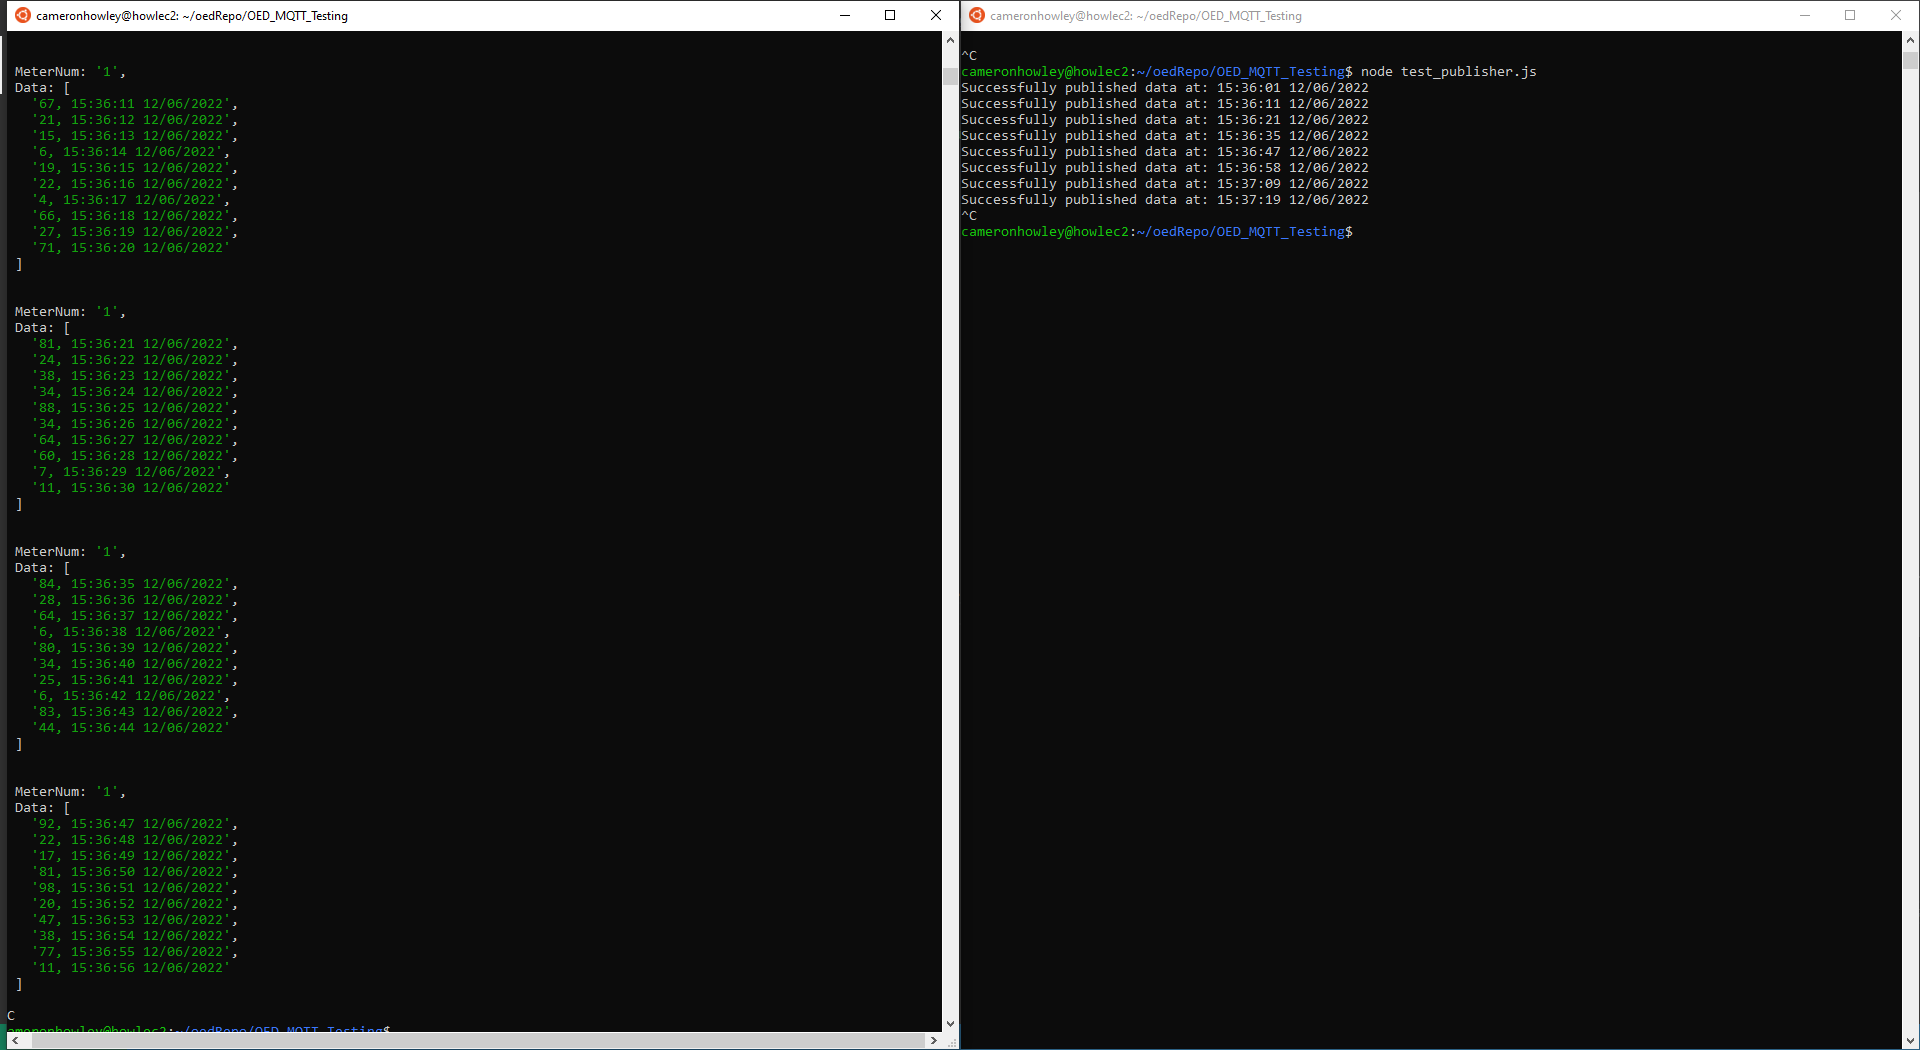 cameronhowley@howlec2: ~/oedRepo/OED_MQTT_Testing
MeterNum: '1',
Data: [
'67, 15:36:11 12/06/2022',
'21, 15:36:12 12/06/2022',
'15, 15:36:13 12/06/2022',
'6, 15:36:14 12/06/2022',
'19, 15:36:15 12/06/2022',
'22, 15:36:16 12/06/2022',
'4, 15:36:17 12/06/2022',
'66, 15:36:18 12/06/2022',
'27, 15:36:19 12/06/2022',
'71, 15:36:20 12/06/2022'
]
MeterNum: '1',
Data: [
'81, 15:36:21 12/06/2022',
'24, 15:36:22 12/06/2022',
'38, 15:36:23 12/06/2022',
'34, 15:36:24 12/06/2022',
'88, 15:36:25 12/06/2022',
'34, 15:36:26 12/06/2022',
'64, 15:36:27 12/06/2022',
'60, 15:36:28 12/06/2022',
'7, 15:36:29 12/06/2022',
'11, 15:36:30 12/06/2022'
]
MeterNum: '1',
Data: [
'84, 15:36:35 12/06/2022',
'28, 15:36:36 12/06/2022',
'64, 15:36:37 12/06/2022',
'6, 15:36:38 12/06/2022',
'80, 15:36:39 12/06/2022',
'34, 15:36:40 12/06/2022',
'25, 15:36:41 12/06/2022',
'6, 15:36:42 12/06/2022',
'83, 15:36:43 12/06/2022',
'44, 15:36:44 12/06/2022'
]
MeterNum: '1',
Data: [
'92, 15:36:47 12/06/2022',
'22, 15:36:48 12/06/2022',
'17, 15:36:49 12/06/2022',
'81, 15:36:50 12/06/2022',
'98, 15:36:51 12/06/2022',
'20, 15:36:52 12/06/2022',
'47, 15:36:53 12/06/2022',
'38, 15:36:54 12/06/2022',
'77, 15:36:55 12/06/2022',
'11, 15:36:56 12/06/2022'
]
C
ameronhowley@howlec2:~/oedRepo/OED_MQTT_Testing$
cameronhowley@howlec2: ~/oedRepo/OED_MQTT_Testing
^C
cameronhowley@howlec2:~/oedRepo/OED_MQTT_Testing$ node test_publisher.js
Successfully published data at: 15:36:01 12/06/2022
Successfully published data at: 15:36:11 12/06/2022
Successfully published data at: 15:36:21 12/06/2022
Successfully published data at: 15:36:35 12/06/2022
Successfully published data at: 15:36:47 12/06/2022
Successfully published data at: 15:36:58 12/06/2022
Successfully published data at: 15:37:09 12/06/2022
Successfully published data at: 15:37:19 12/06/2022
^C
cameronhowley@howlec2:~/oedRepo/OED_MQTT_Testing$